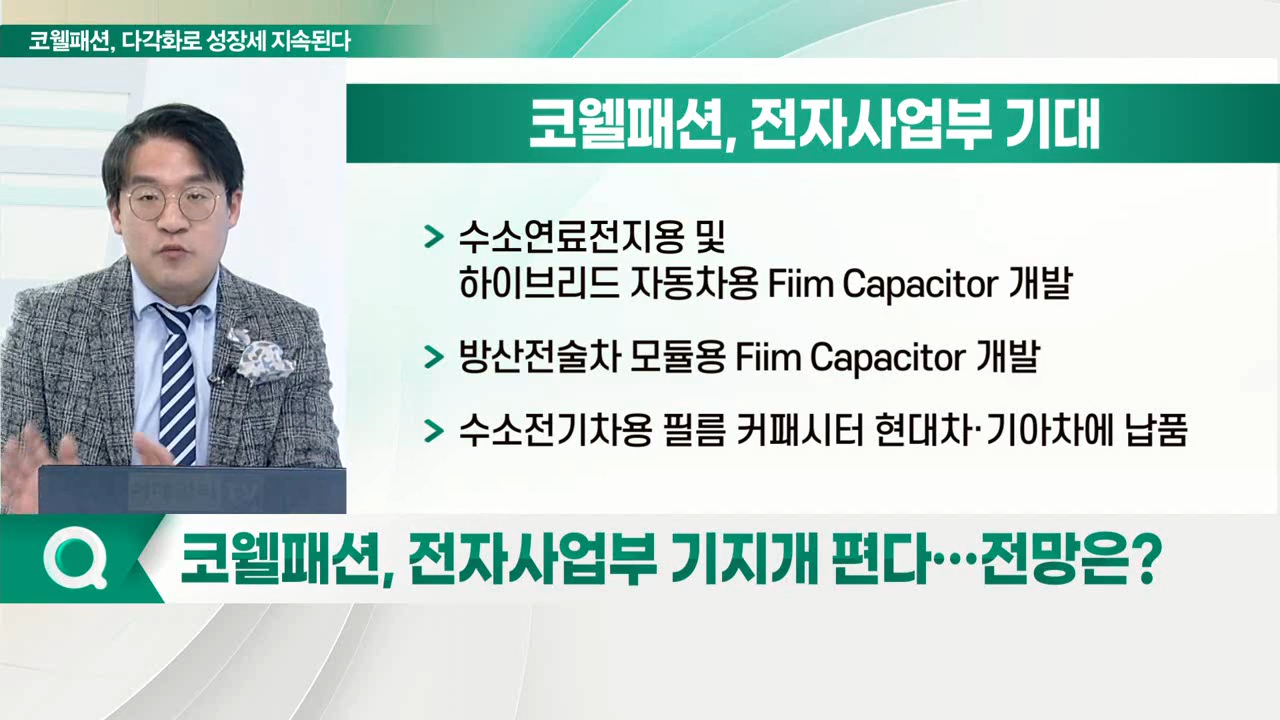 코웰패션, 다각화로 성장세 지속된다
코웰패션, 전자사업부 기대
> 수소연료전지용 및
하이브리드 자동차용 Fiim Capacitor 개발
> 방산전술차 모듈용 Fiim Capacitor 개발
> 수소전기차용 필름 커패시터 현대차·기아차에 납품
코웰패션, 전자사업부 기지개 편다…전망은?